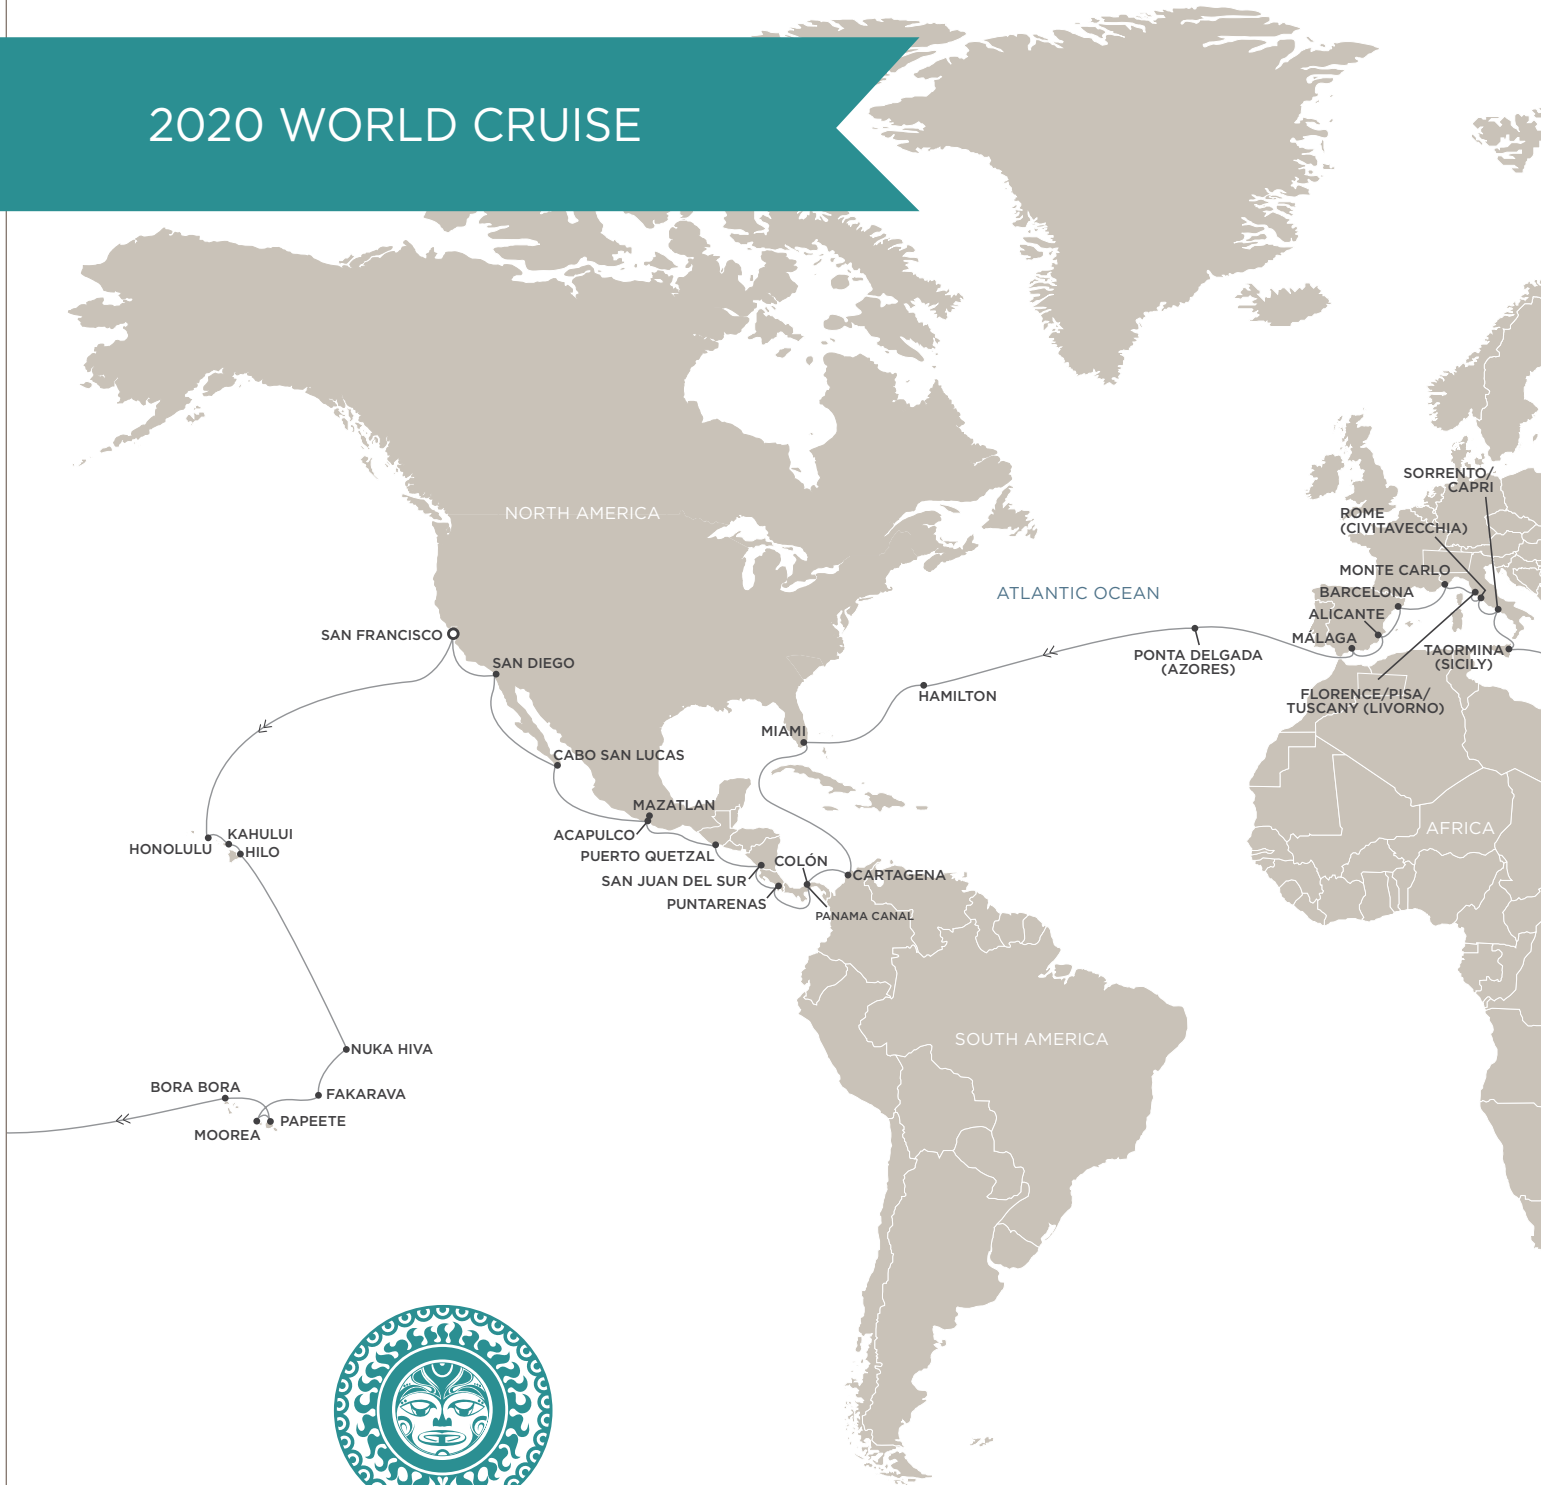 2020 WORLD CRUISE
NORTH AMERICA
ATLANTIC OCEAN
SORRENTO/
CAPRI
ROME
(CIVITAVECCHIA)
MONTE CARLO
BARCELONA
ALICANTE
MÁLAGA
TAORMINA
(SICILY)
FLORENCE/PISA/
TUSCANY (LIVORNO)
PONTA DELGADA
(AZORES)
HAMILTON
MIAMI
SAN FRANCISCO
SAN DIEGO
CABO SAN LUCAS
MAZATLAN
ACAPULCO
PUERTO QUETZAL
SAN JUAN DEL SUR
PUNTARENAS
COLÓN
PANAMA CANAL
CARTAGENA
AFRICA
KAHULUI
HONOLULU
HILO
SOUTH AMERICA
NUKA HIVA
FAKARAVA
BORA BORA
PAPEETE
MOOREA